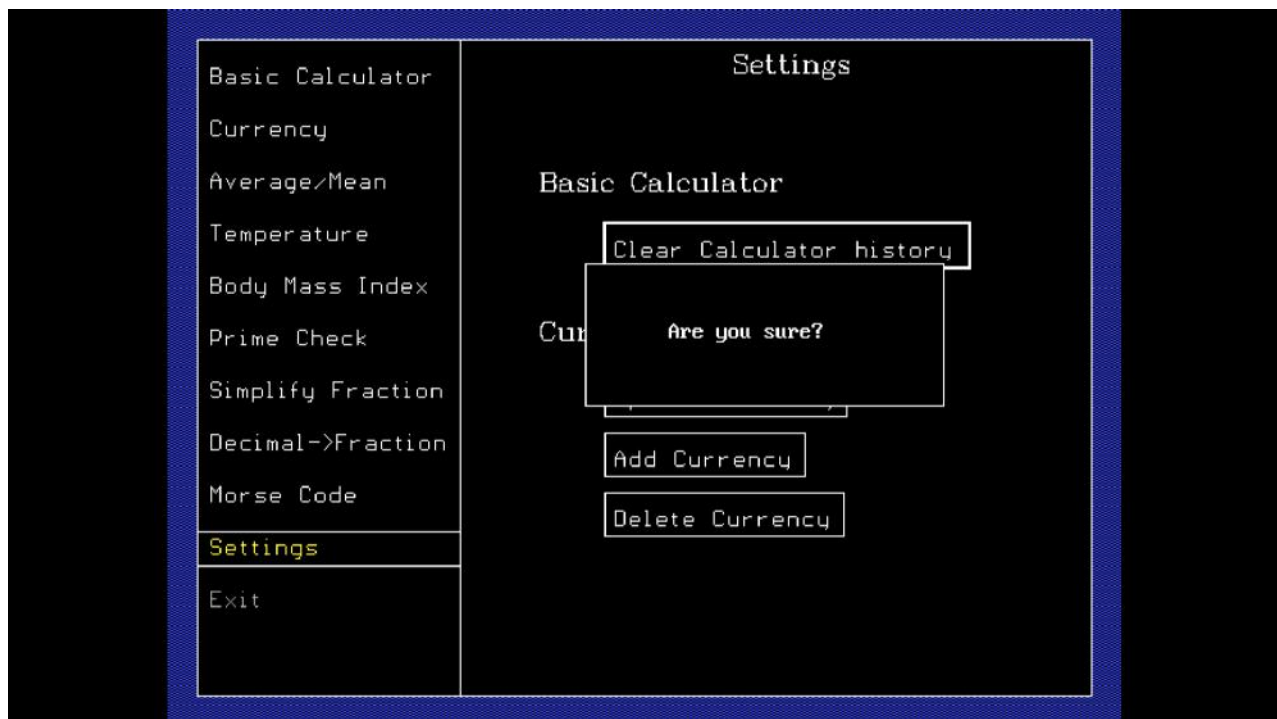 Basic Calculator
Currency
Average/Mean
Temperature
Body Mass Index
Prime Check
Simplify Fraction
Decimal->Fraction
Morse Code
Settings
Exit
Settings
Basic Calculator
Clear Calculator history
Are you sure?
Add Currency
Delete Currency